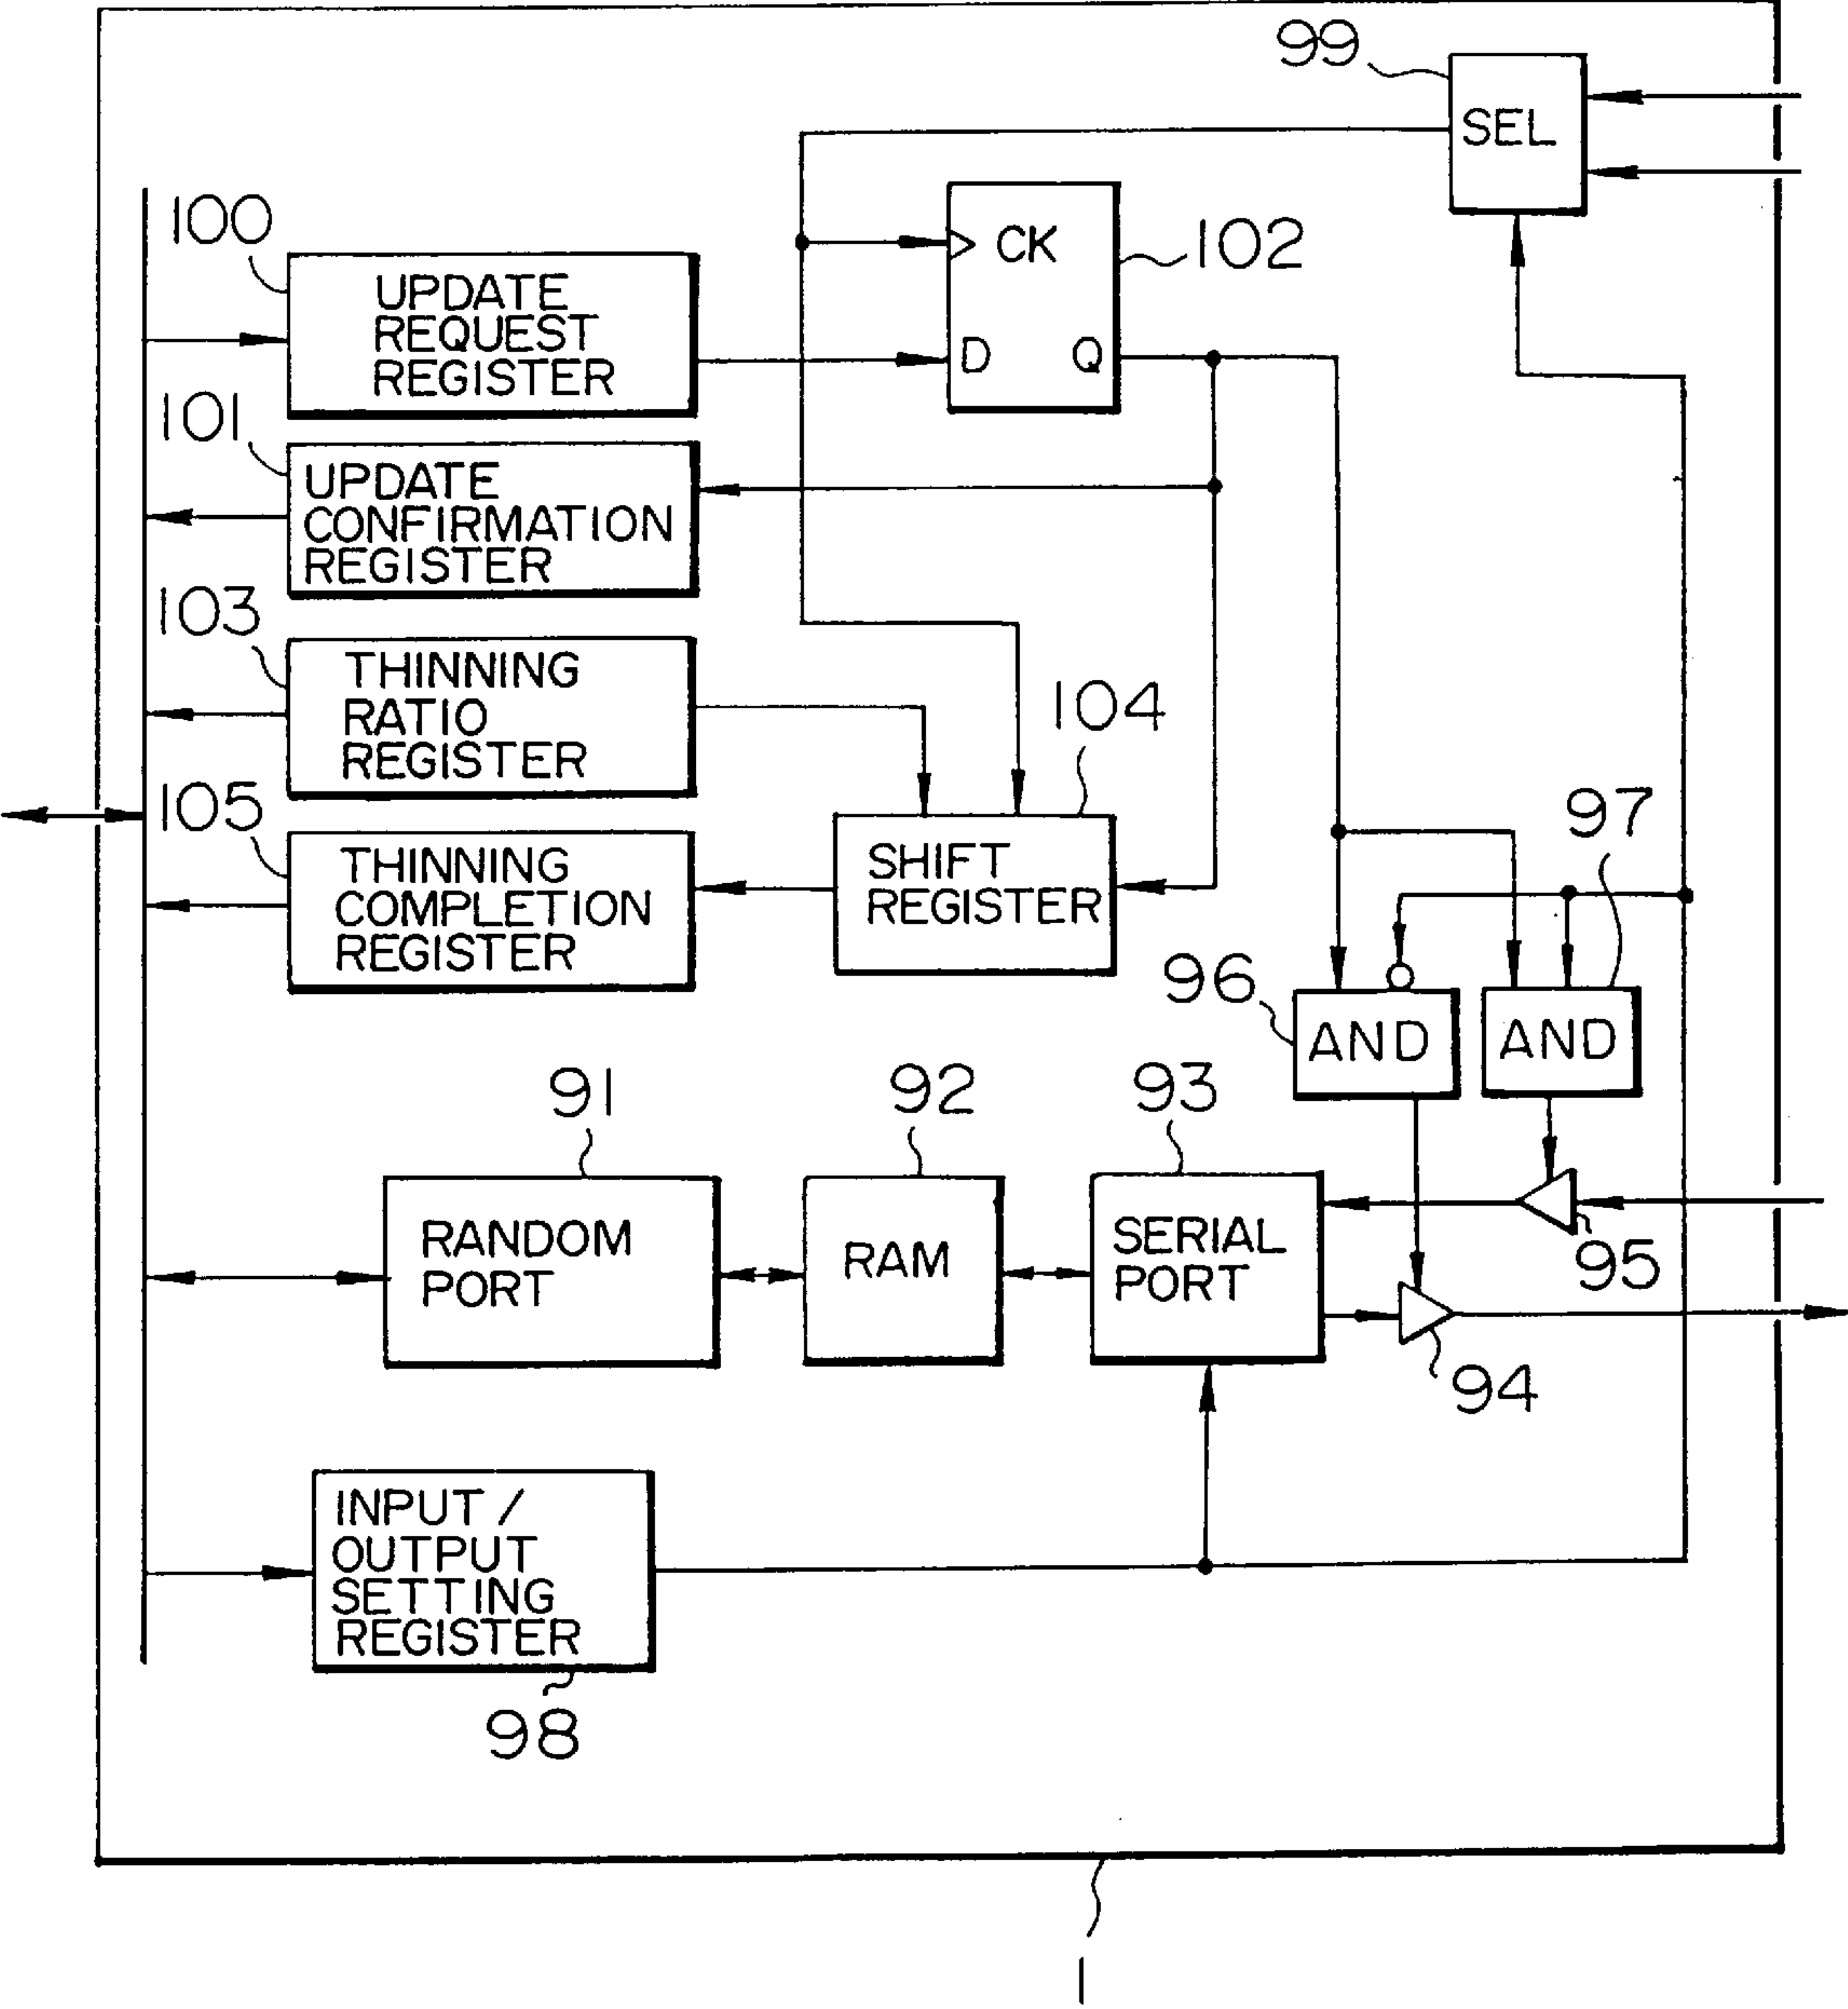 99
SEL
100
UPDATE
REQUEST
REGISTER
CK
D
Q
102
101
UPDATE
CONFIRMATION
REGISTER
103
THINNING
RATIO
REGISTER
104
105
THINNING
COMPLETION
REGISTER
SHIFT
REGISTER
97
96
AND
AND
91
92
93
RANDOM
PORT
RAM
SERIAL
PORT
95
94
INPUT /
OUTPUT
SETTING
REGISTER
98
1